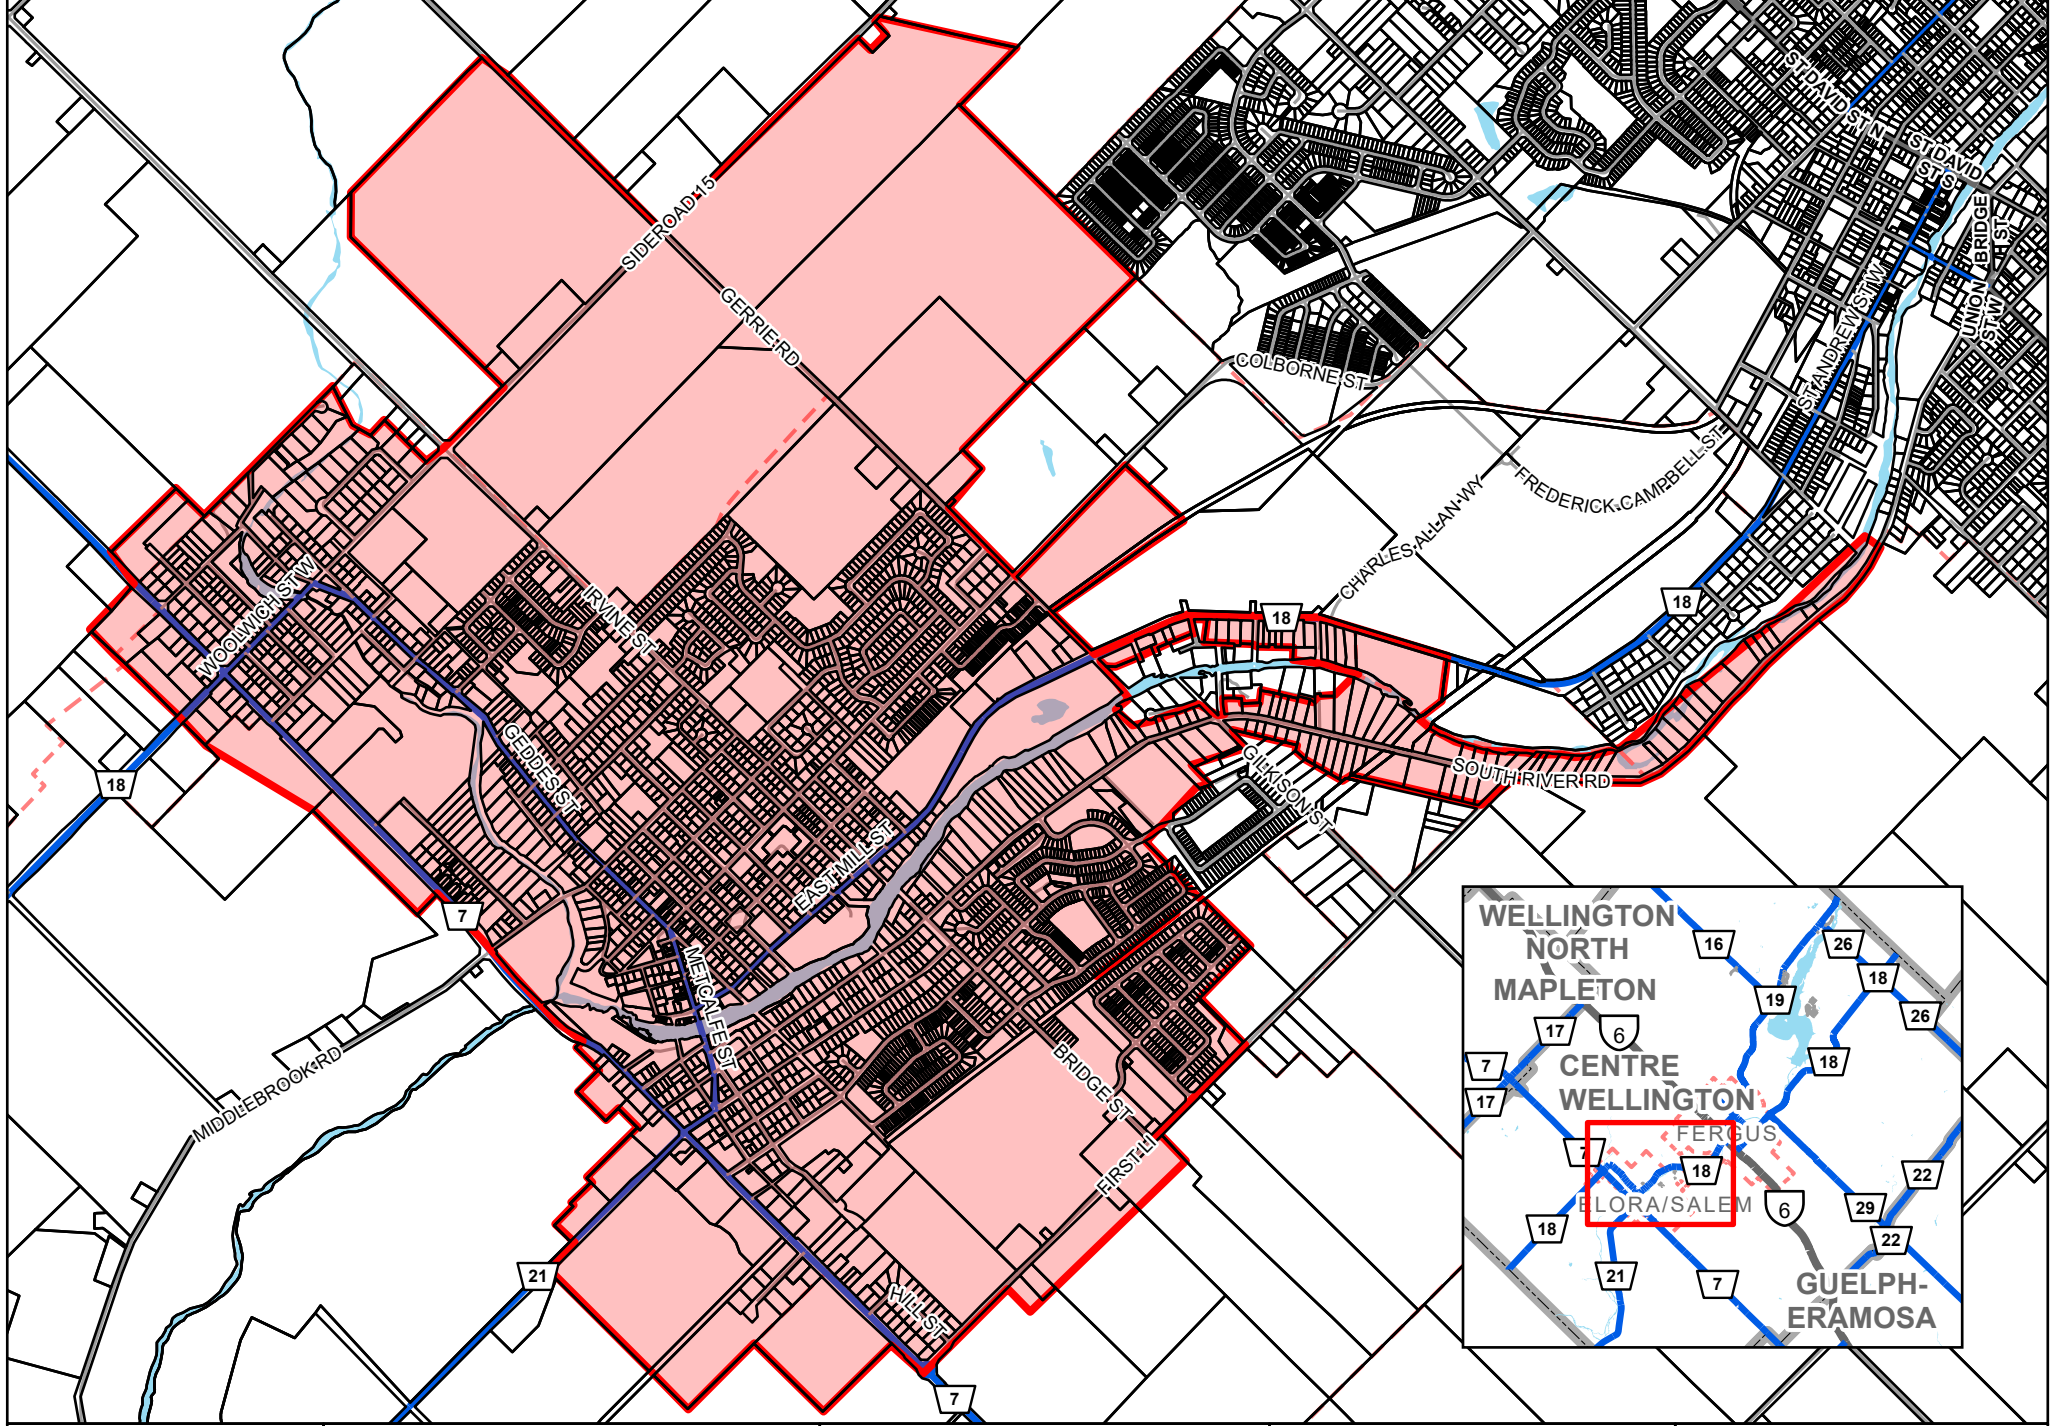 ST DAVID ST N
ST DAVID
ST S
SIDEROAD 15
UNION
ST W
BRIDGE
ST
GERRIE RD
ST ANDREW ST W
COLBORNE ST
FREDERICK CAMPBELL ST
CHARLES ALLAN WY
WOOLWICH ST W
IRVINE ST
18
18
GEDDES ST
18
GILKISON ST
SOUTH RIVER RD
EAST MILL ST
7
METCALFE ST
MIDDLEBROOK RD
BRIDGE ST
FIRST LI
21
HILL ST
7
WELLINGTON
NORTH
MAPLETON
16
26
18
19
26
17
6
7
17
CENTRE
WELLINGTON
18
FERGUS
7
18
ELORA/SALEM
22
6
29
18
22
21
7
GUELPH-
ERAMOSA